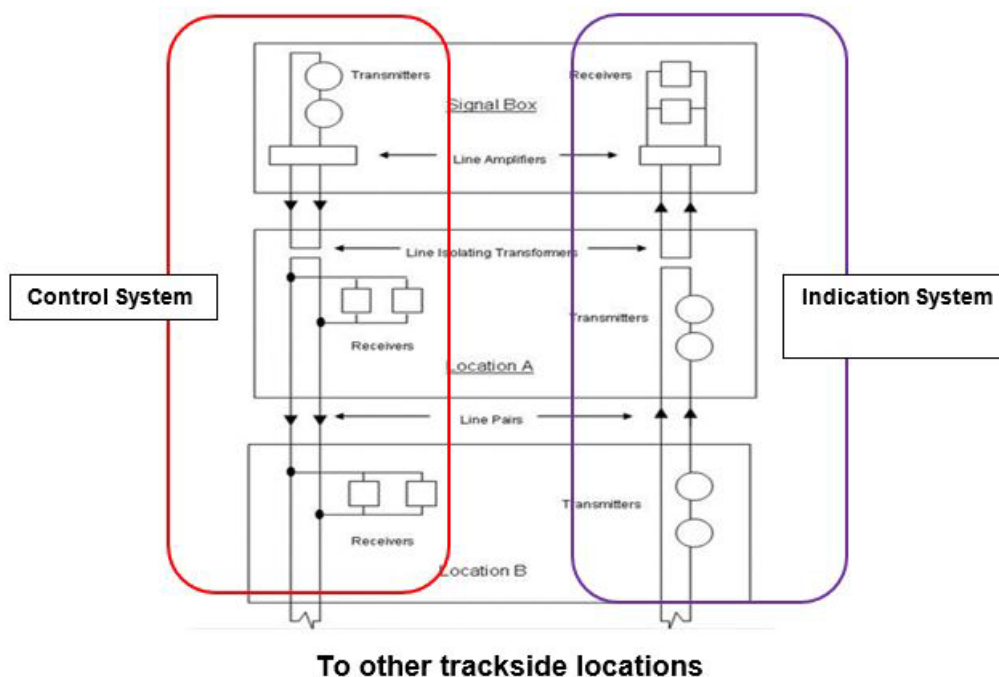 Transmitters
Receivers
Signal Box
Line Amplifiers
Line Isolating Transformers
Control System
Indication System
Transmitters
Receivers
Location A
Line Pairs
Transmitters
Receivers
Location B
To other trackside locations